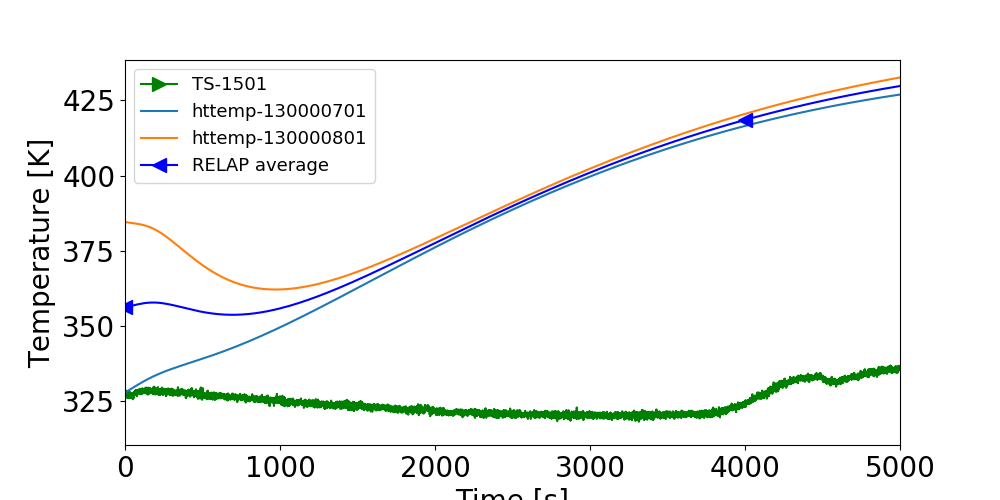 TS-1501
httemp-130000701
httemp-130000801
RELAP average
Temperature [K]
425
400
375
350
325
0 1000 2000 3000 4000 5000
Time [s]